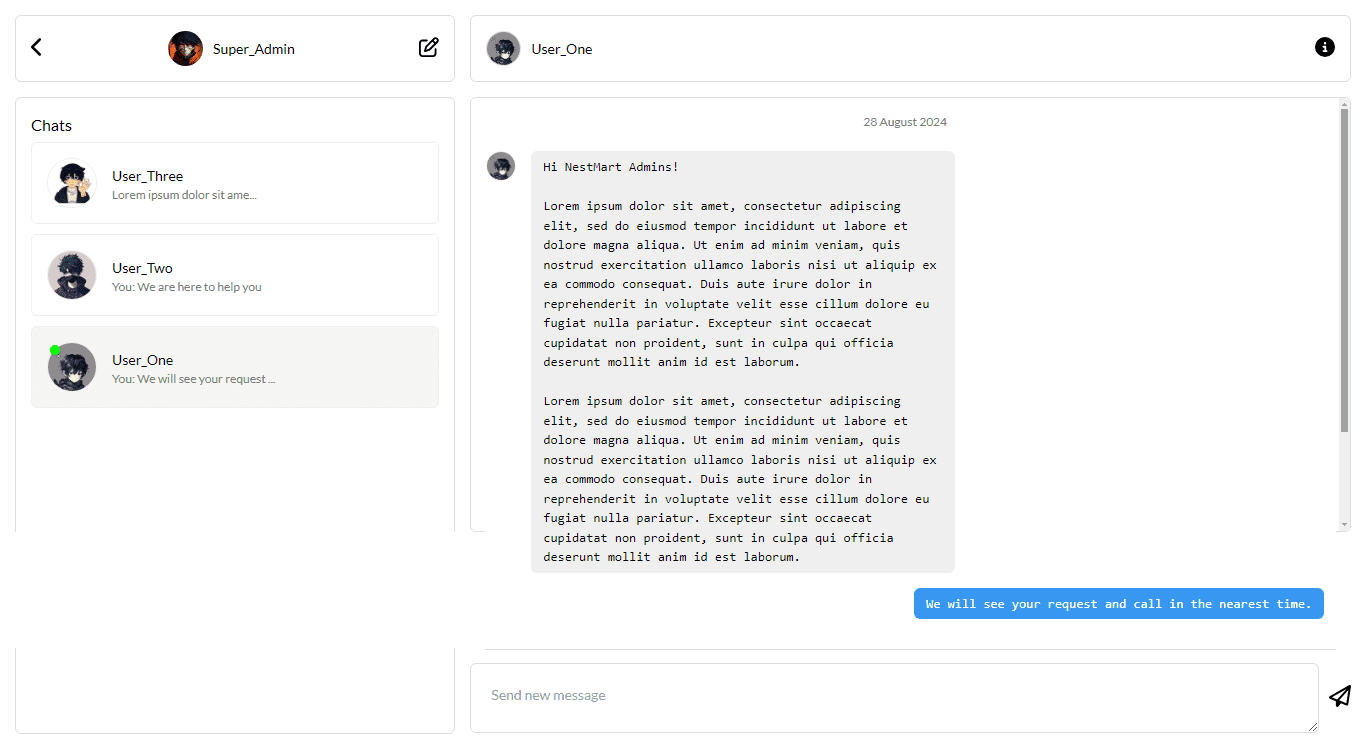 Super_Admin
User_One
Chats
User_Three
Lorem ipsum dolor sit ame...
User_Two
You: We are here to help you
User_One
You: We will see your request ...
28 August 2024
Hi NestMart Admins!
Lorem ipsum dolor sit amet, consectetur adipiscing
elit, sed do eiusmod tempor incididunt ut labore et
dolore magna aliqua. Ut enim ad minim veniam, quis
nostrud exercitation ullamco laboris nisi ut aliquip ex
ea commodo consequat. Duis aute irure dolor in
reprehenderit in voluptate velit esse cillum dolore eu
fugiat nulla pariatur. Excepteur sint occaecat
cupidatat non proident, sunt in culpa qui officia
deserunt mollit anim id est laborum.
Lorem ipsum dolor sit amet, consectetur adipiscing
elit, sed do eiusmod tempor incididunt ut labore et
dolore magna aliqua. Ut enim ad minim veniam, quis
nostrud exercitation ullamco laboris nisi ut aliquip ex
ea commodo consequat. Duis aute irure dolor in
reprehenderit in voluptate velit esse cillum dolore eu
fugiat nulla pariatur. Excepteur sint occaecat
cupidatat non proident, sunt in culpa qui officia
deserunt mollit anim id est laborum.
We will see your request and call in the nearest time.
Send new message